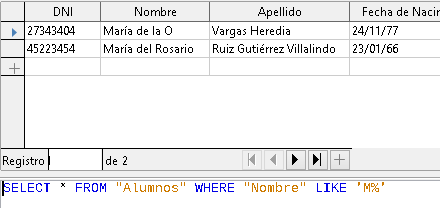 DNI Nombre Apellido Fecha de Nacim
27343404 María de la O Vargas Heredia 24/11/77
45223454 María del Rosario Ruiz Gutiérrez Villalindo 23/01/66
Registro 1 de 2
SELECT * FROM "Alumnos" WHERE "Nombre" LIKE 'M%'